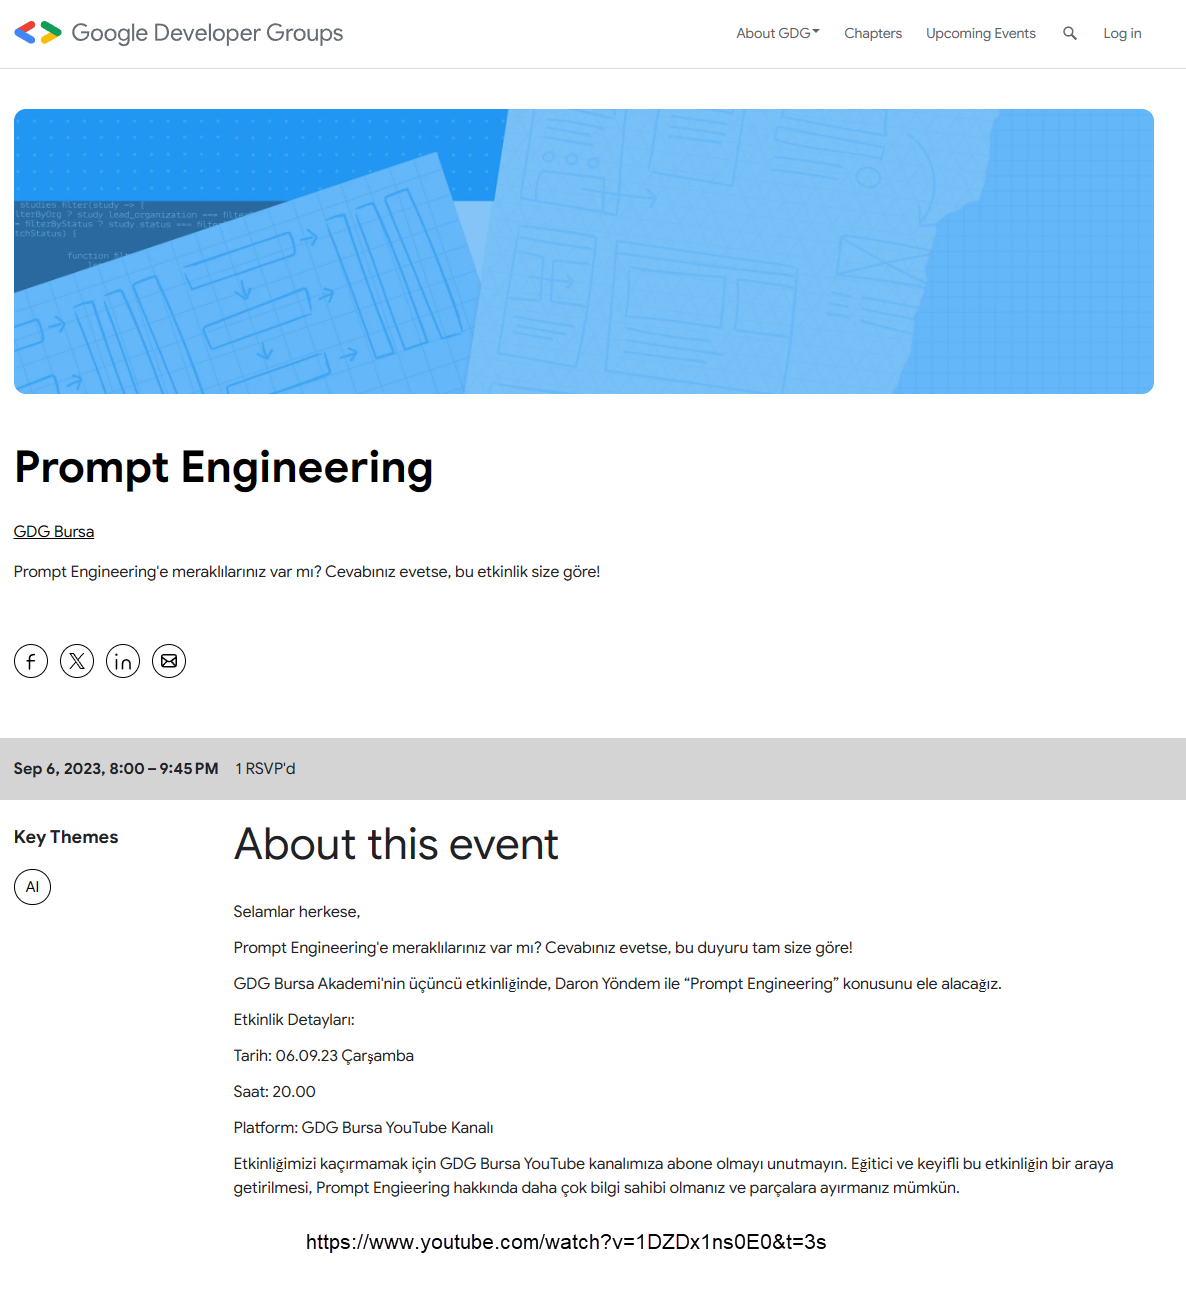 Google Developer Groups
About GDG
Chapters
Upcoming Events
Log in
studies.filter(study => {
lterByOrg ? study lead_organization === filte
= filterByStatus ? study status === filt
tchStatus) {
function fil
Prompt Engineering
GDG Bursa
Prompt Engineering'e meraklılarınız var mı? Cevabınız evetse, bu etkinlik size göre!
Sep 6, 2023, 8:00 – 9:45 PM 1 RSVP'd
Key Themes
AI
About this event
Selamlar herkese,
Prompt Engineering'e meraklılarınız var mı? Cevabınız evetse, bu duyuru tam size göre!
GDG Bursa Akademi'nin üçüncü etkinliğinde, Daron Yöndem ile “Prompt Engineering” konusunu ele alacağız.
Etkinlik Detayları:
Tarih: 06.09.23 Çarşamba
Saat: 20.00
Platform: GDG Bursa YouTube Kanalı
Etkinliğimizi kaçırmamak için GDG Bursa YouTube kanalımıza abone olmayı unutmayın. Eğitici ve keyifli bu etkinliğin bir araya
getirilmesi, Prompt Engieering hakkında daha çok bilgi sahibi olmanız ve parçalara ayırmanız mümkün.
https://www.youtube.com/watch?v=1DZDx1ns0E0&t=3s